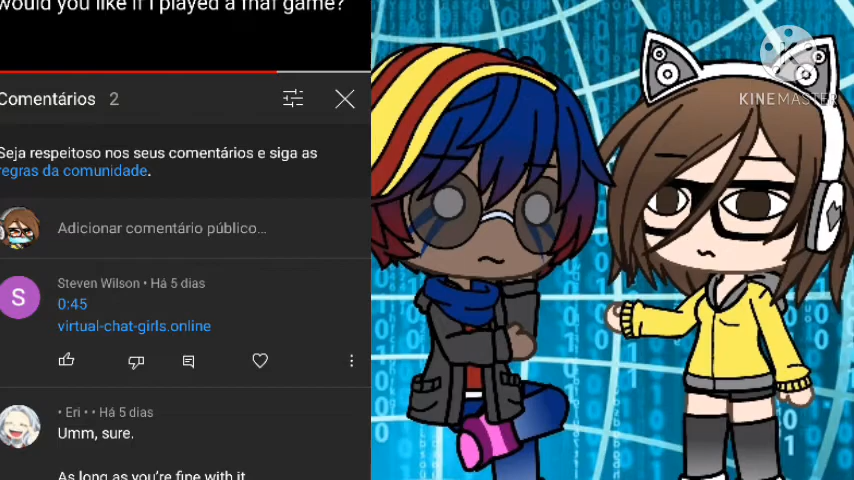 would you like if i played a fnaf game?
Comentários 2
Seja respeitoso nos seus comentários e siga as
regras da comunidade.
Adicionar comentário público...
S
Steven Wilson • Há 5 dias
0:45
virtual-chat-girls.online
• Eri • • Há 5 dias
Umm, sure.
As long as you're fine with it
K
KINEMASTER